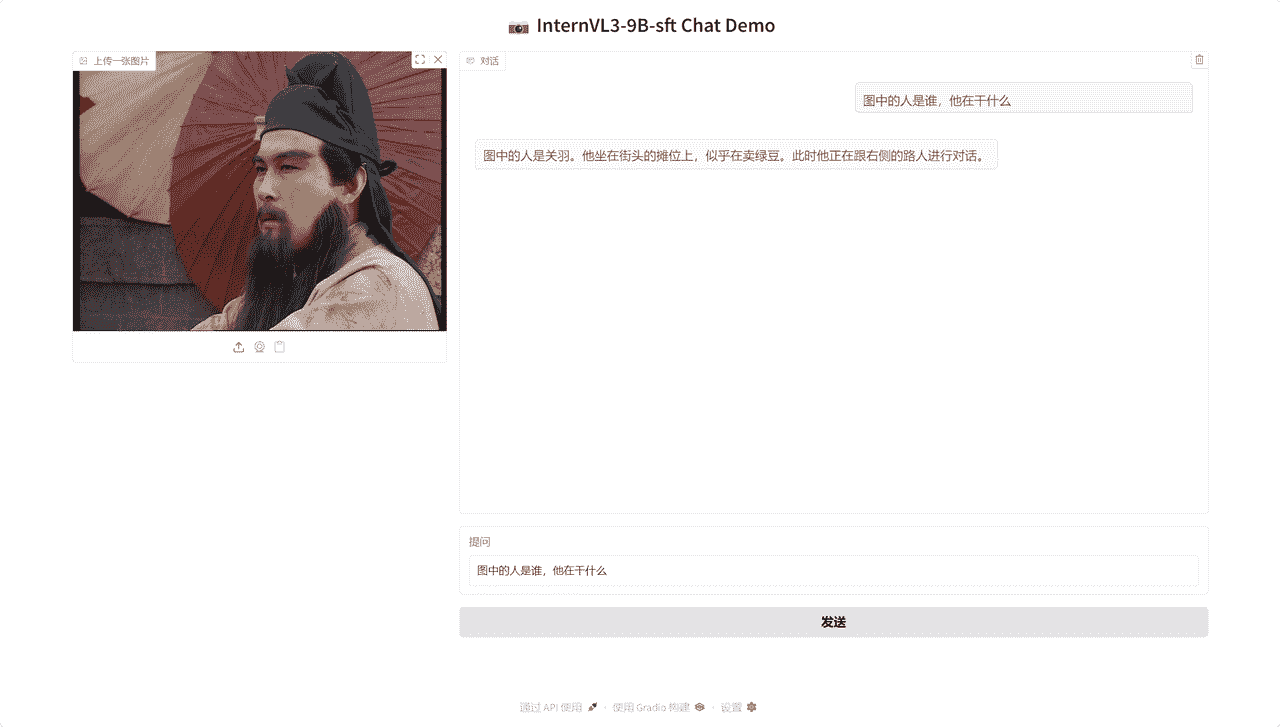 InternVL3-9B-sft Chat Demo
上传一张图片
对话
图中的人是谁，他在干什么
图中的人是关羽。他坐在街头的摊位上，似乎在卖绿豆。此时他正在跟右侧的路人进行对话。
提问
图中的人是谁，他在干什么
发送
通过 API 使用 · 使用 Gradio 构建 · 设置